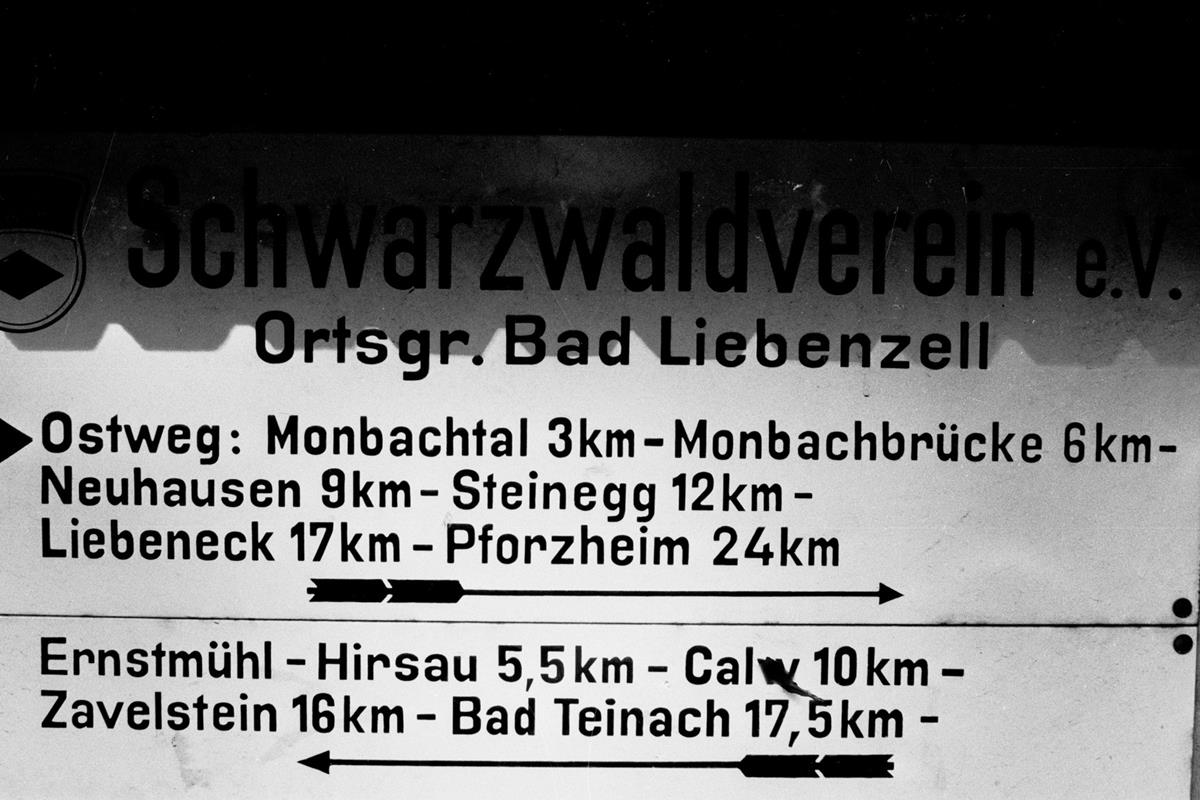 Schwarzwaldverein e.V.
Ortsgr. Bad Liebenzell
Ostweg: Monbachtal 3km-Monbachbrücke 6km-
Neuhausen 9km- Steinegg 12km -
Liebeneck 17km - Pforzheim 24km
Ernstmühl - Hirsau 5,5km - Calw 10km -
Zavelstein 16km - Bad Teinach 17,5km -